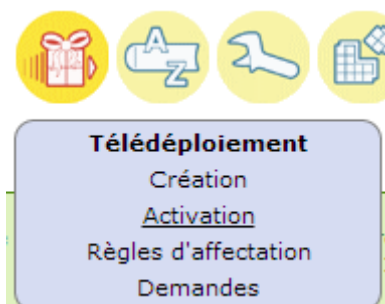 A
Z
Télédéploiement
Création
Activation
Règles d'affectation
Demandes